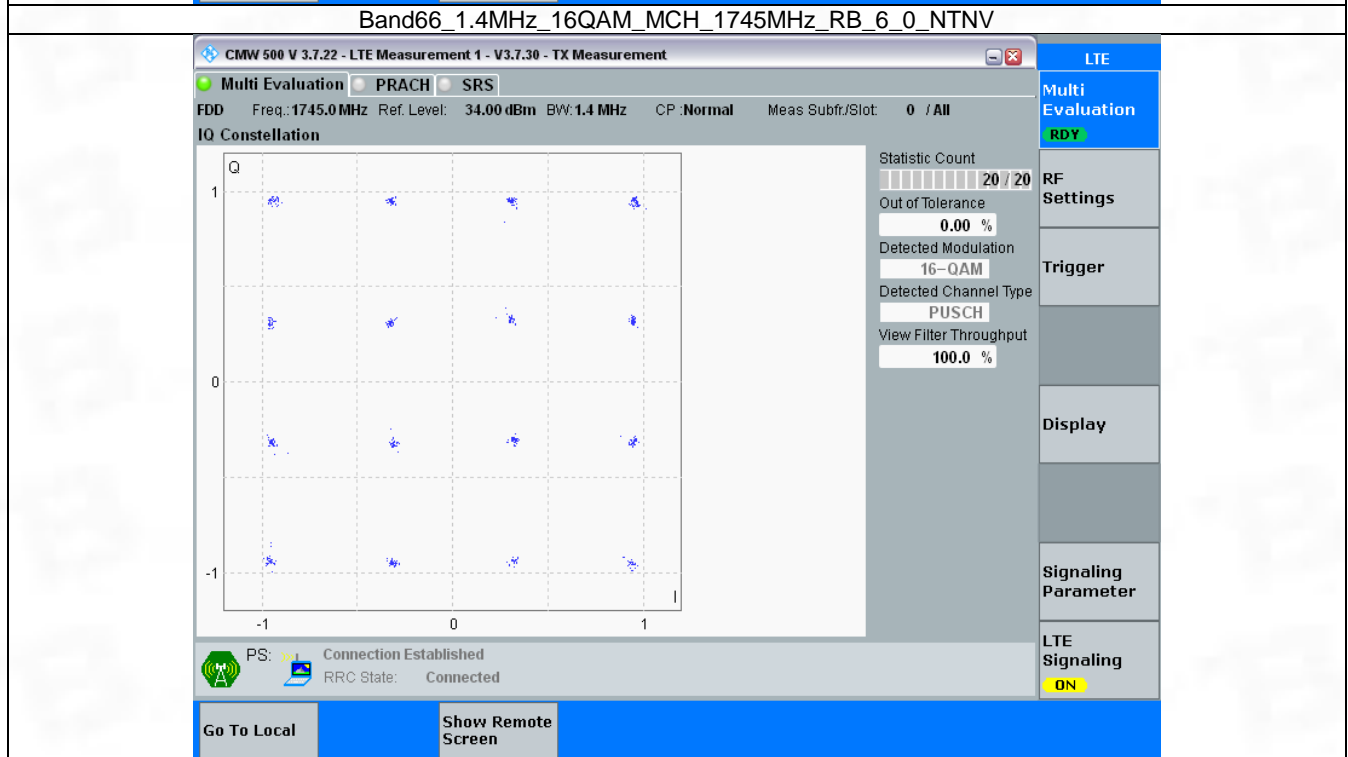 Band66_1.4MHz_16QAM_MCH_1745MHz_RB_6_0_NTNV
CMW 500 V 3.7.22 - LTE Measurement 1 - V3.7.30 - TX Measurement
LTE
Multi Evaluation PRACH SRS
FDD Freq.:1745.0 MHz Ref. Level: 34.00 dBm BW:1.4 MHz CP :Normal Meas Subfr./Slot: 0 / All
IQ Constellation
Q
1
0
-1
I
-1 0 1
Statistic Count
20 / 20
Out of Tolerance
0.00 %
Detected Modulation
16-QAM
Detected Channel Type
PUSCH
View Filter Throughput
100.0 %
Multi
Evaluation
RDY
RF
Settings
Trigger
Display
Signaling
Parameter
LTE
Signaling
ON
PS: Connection Established
RRC State: Connected
Go To Local
Show Remote
Screen